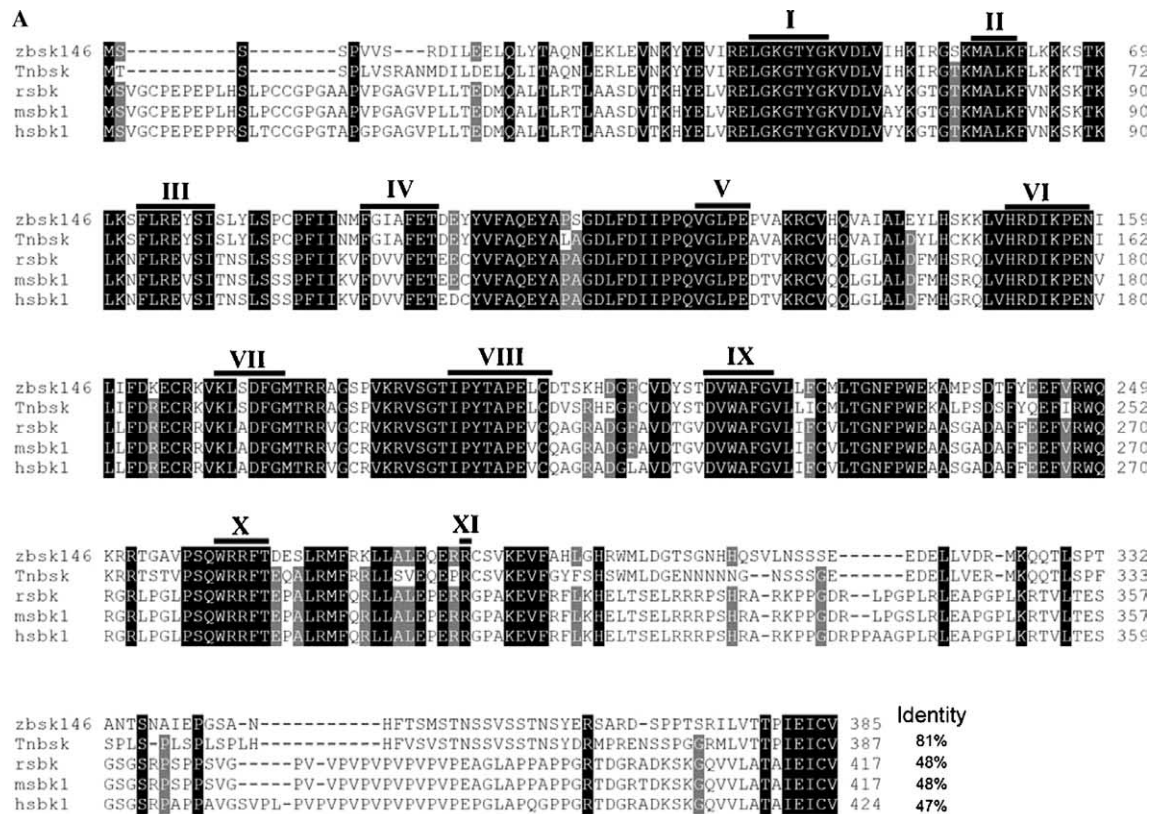 A
I II
zbsk146 MS----------S--------SPVVS---RDILEELQLYTAQNLEKLEVNKYYEVIRELGKGTYGKVDLVIHKIRGSKMALKFLKKKSTK 69
Tnbsk MT----------S--------SPLVSRANMDILDELQLITAQNLERLEVNKYYEVIRELGKGTYGKVDLVIHKIRGTKMALKFLKKKTTK 72
rsbk MSVGCPEPEPLHSLPCCGPGAAPVPGAGVPLLTEDMQALTLRTLAASDVTKHYELVRELGKGTYGKVDLVAYKGTGTKMALKFVNKSKTK 90
msbk1 MSVGCPEPEPLHSLPCCGPGAAPVPGAGVPLLTEDMQALTLRTLAASDVTKHYELVRELGKGTYGKVDLVAYKGTGTKMALKFVNKSKTK 90
hsbk1 MSVGCPEPEPPRSLTCCGPGTAPGPGAGVPLLTEDMQALTLRTLAASDVTKHYELVRELGKGTYGKVDLVVYKGTGTKMALKFVNKSKTK 90
III IV V VI
zbsk146 LKSFLREYSISLYLSPCPFIINMFGIAFETDEYYVFAQEYAPSGDLFDIIPPQVGLPEPVAKRCVHQVAIALEYLHSKKLVHRDIKPENI 159
Tnbsk LKSFLREYSISLYLSPCPFIINMFGIAFETDEYYVFAQEYALAGDLFDIIPPQVGLPEAVAKRCVHQVAIALDYLHCKKLVHRDIKPENI 162
rsbk LKNFLREVSITNSLSSSPFIIKVFDVVFETEECYVFAQEYAPAGDLFDIIPPQVGLPEDTVKRCVQQLGLALDFMHSRQLVHRDIKPENV 180
msbk1 LKNFLREVSITNSLSSSPFIIKVFDVVFETEECYVFAQEYAPAGDLFDIIPPQVGLPEDTVKRCVQQLGLALDFMHSRQLVHRDIKPENV 180
hsbk1 LKNFLREVSITNSLSSSPFIIKVFDVVFETEDCYVFAQEYAPAGDLFDIIPPQVGLPEDTVKRCVQQLGLALDFMHGRQLVHRDIKPENV 180
VII VIII IX
zbsk146 LIFDKECRKVKLSDFGMTRRAGSPVKRVSGTIPYTAPELCDTSKHDGFCVDYSTDVWAFGVLLFCMLTGNFPWEKAMPSDTFYEEFVRWQ 249
Tnbsk LIFDRECRKVKLSDFGMTRRVGSPVKRVSGTIPYTAPELCDVSRHEGFCVDYSTDVWAFGVLLICMLTGNFPWEKALPSDSFYQEFIRWQ 252
rsbk LLFDRECRRVKLADFGMTRRVGCRVKRVSGTIPYTAPEVCQAGRADGFAVDTGVDVWAFGVLIFCVLTGNFPWEAASGADAFFEEFVRWQ 270
msbk1 LLFDRECRRVKLADFGMTRRVGCRVKRVSGTIPYTAPEVCQAGRADGFAVDTGVDVWAFGVLIFCVLTGNFPWEAASGADAFFEEFVRWQ 270
hsbk1 LLFDRECRRVKLADFGMTRRVGCRVKRVSGTIPYTAPEVCQAGRADGLAVDTGVDVWAFGVLIFCVLTGNFPWEAASGADAFFEEFVRWQ 270
X XI
zbsk146 KRRTGAVPSQWRRFTDESLRMFRKLLALEQERRCSVKEVFAHLGHRWMLDGTSGNHHQSVLNSSSE------EDELLVDR-MKQQTLSPT 332
Tnbsk KRRTSTVPSQWRRFTEQALRMFRRLLSVEQEPRCSVKEVFGYFSHSWMLDGENNNNNG--NSSSGE------EDELLVER-MKQQTLSPF 333
rsbk RGRLPGLPSQWRRFTEPALRMFQRLLALEPERRGPAKEVFRFLKHELTSELRRRPSHRA-RKPPGDR--LPGPLRLEAPGPLKRTVLTES 357
msbk1 RGRLPGLPSQWRRFTEPALRMFQRLLALEPERRGPAKEVFRFLKHELTSELRRRPSHRA-RKPPGDR--LPGSLRLEAPGPLKRTVLTES 357
hsbk1 RGRLPGLPSQWRRFTEPALRMFQRLLALEPERRGPAKEVFRFLKHELTSELRRRPSHRA-RKPPGDRPPAAGPLRLEAPGPLKRTVLTES 359
zbsk146 ANTSNAIEPGSA-N-----------HFTSMSTNSSVSSTNSYERSARD-SPPTSRILVTTPIEICV 385 Identity
Tnbsk SPLS-PLSPLSPLH-----------HFVSVSTNSSVSSTNSYDRMPRENSSPGGRMLVTTPIEICV 387 81%
rsbk GSGSRPSPPSVG-----PV-VPVPVPVPVPVPVPEPGLAPPAPPGRTDGRADKSKGQVVLATAIEICV 417 48%
msbk1 GSGSRPSPPSVG-----PV-VPVPVPVPVPVPVPEAGLAPPAPPGRTDGRADKSKGQVVLATAIEICV 417 48%
hsbk1 GSGSRPAPPAVGSVPL-PVPVPVPVPVPVPVPEPGLAPQGPPGRTDGRADKSKGQVVLATAIEICV 424 47%